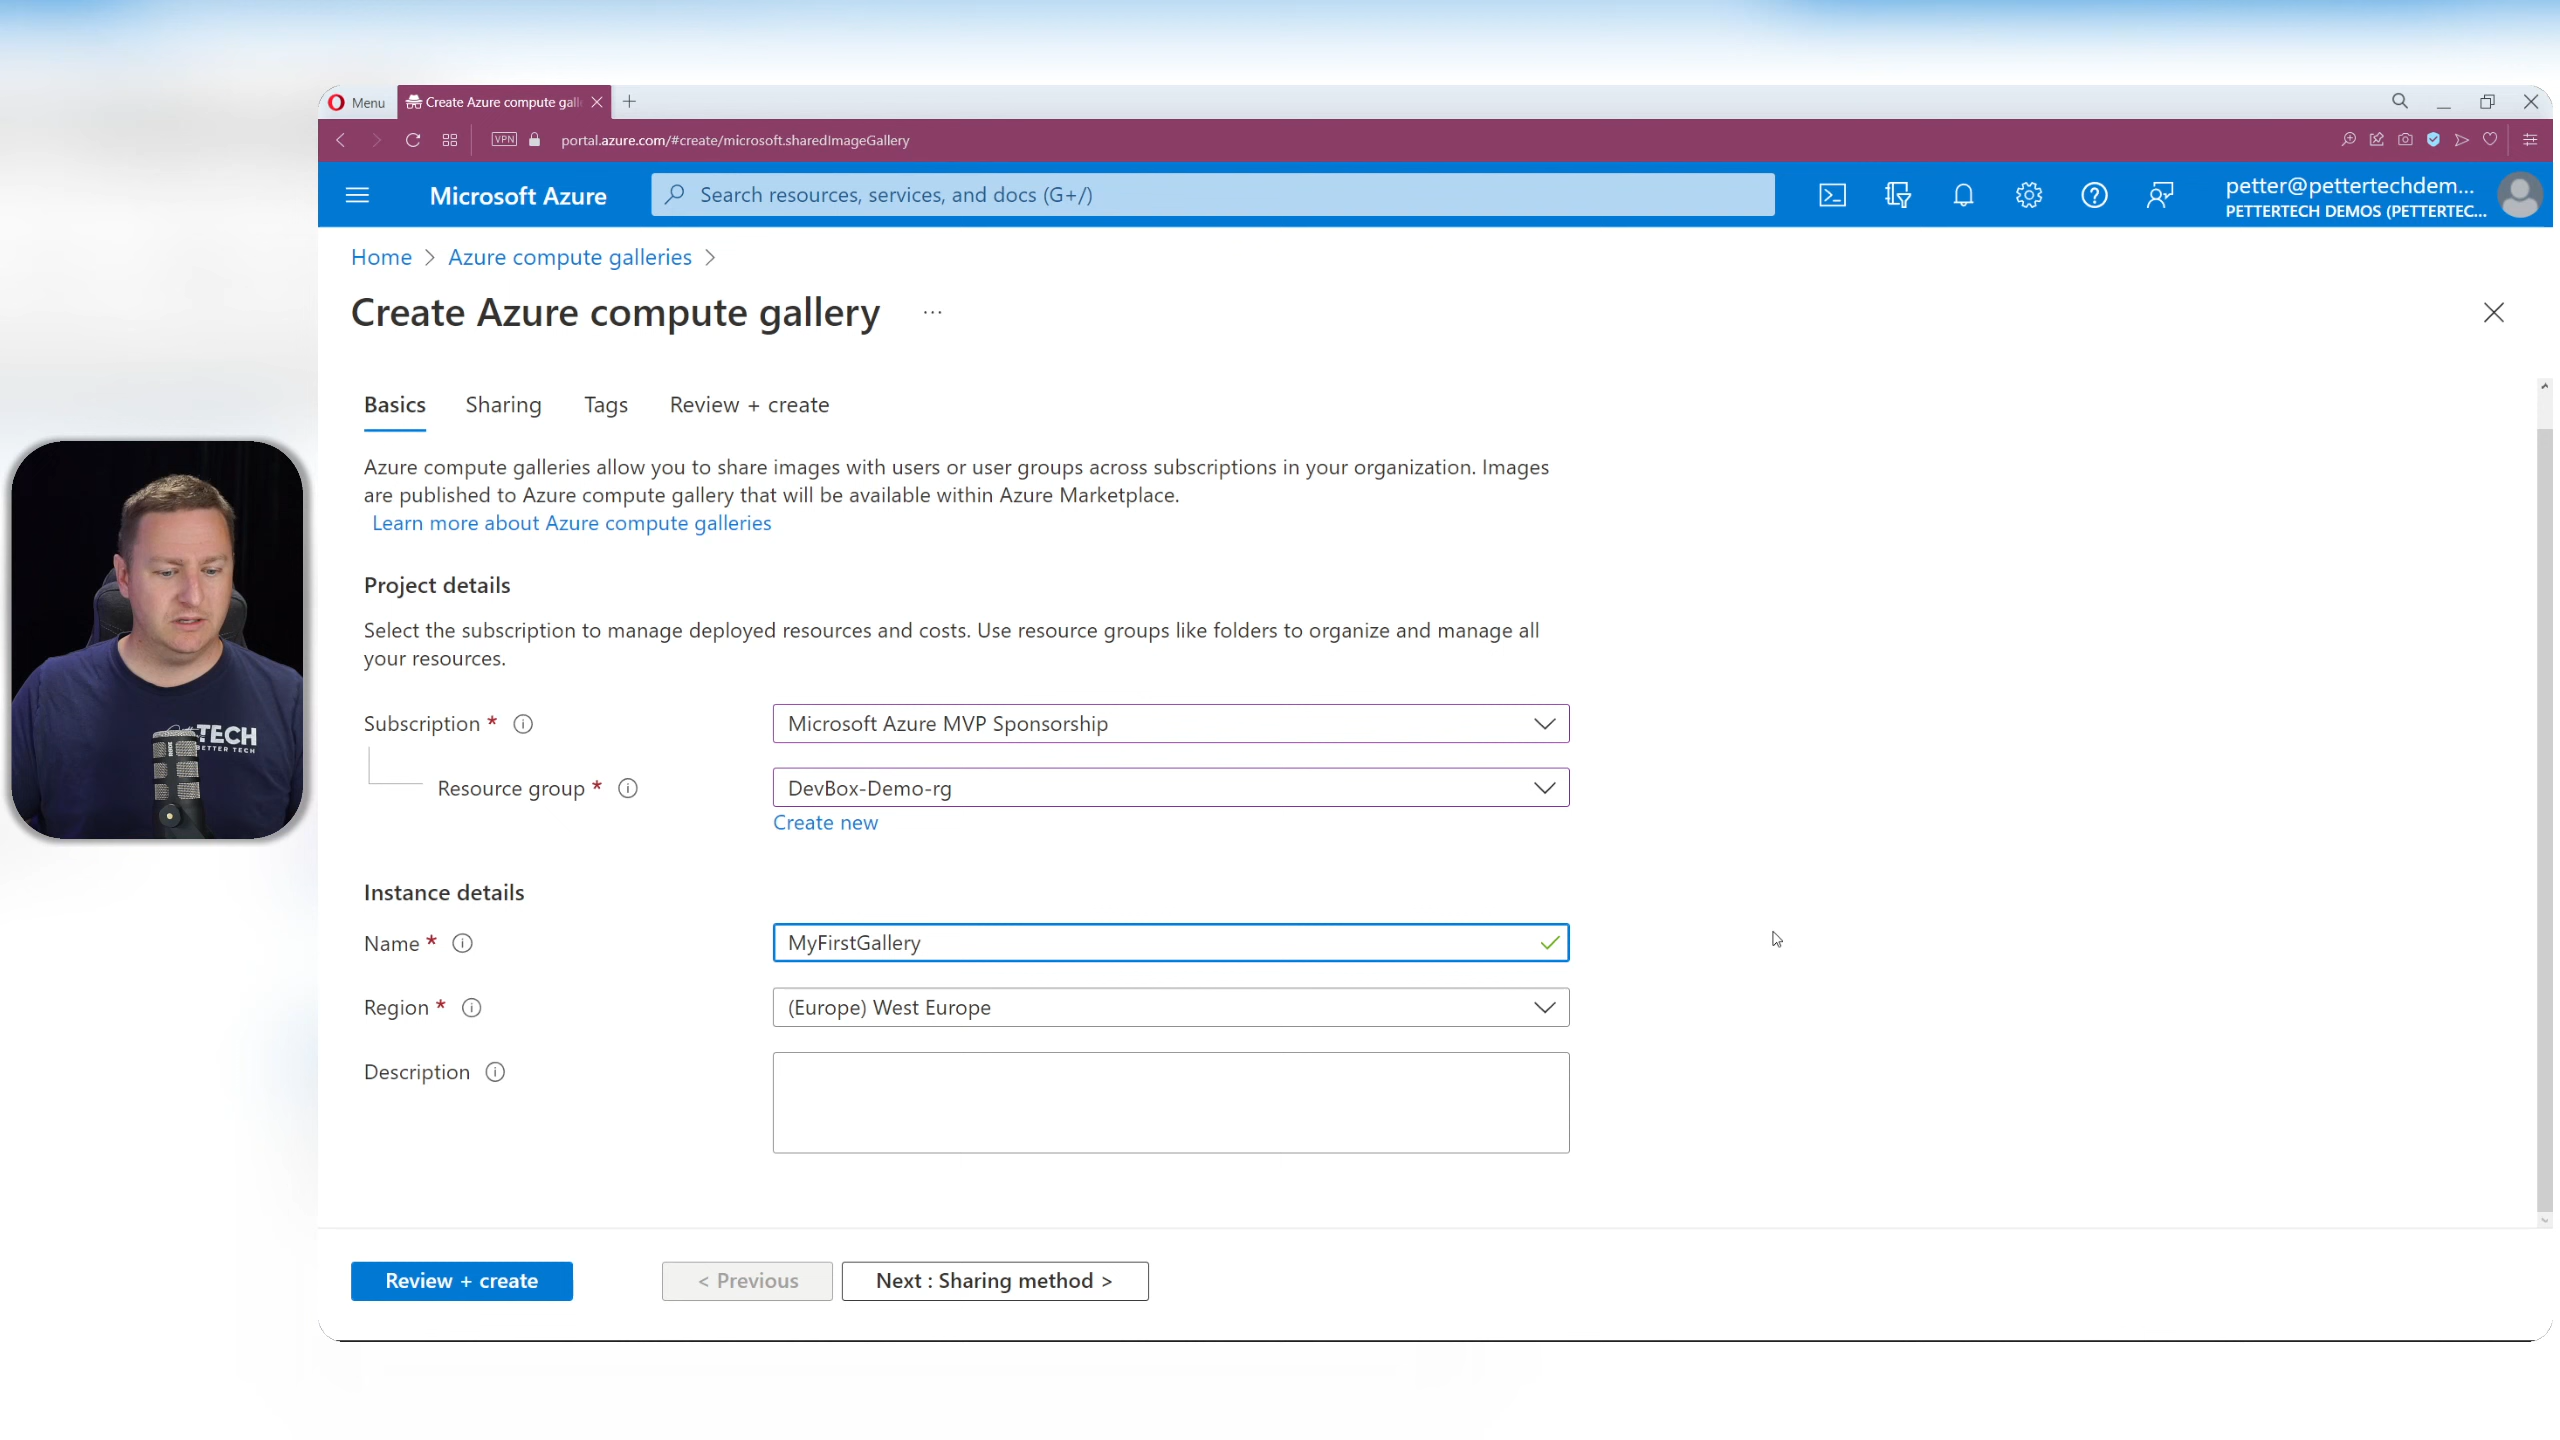 Menu
Create Azure compute gall
VPN
portal.azure.com/#create/microsoft.sharedImageGallery
Microsoft Azure
Search resources, services, and docs (G+/)
petter@pettertechdem...
PETTERTECH DEMOS (PETTERTEC...
Home > Azure compute galleries >
Create Azure compute gallery ...
Basics Sharing Tags Review + create
Azure compute galleries allow you to share images with users or user groups across subscriptions in your organization. Images
are published to Azure compute gallery that will be available within Azure Marketplace.
Learn more about Azure compute galleries
Project details
Select the subscription to manage deployed resources and costs. Use resource groups like folders to organize and manage all
your resources.
Subscription * Microsoft Azure MVP Sponsorship
Resource group * DevBox-Demo-rg
Create new
Instance details
Name * MyFirstGallery
Region * (Europe) West Europe
Description
Review + create < Previous Next : Sharing method >
TECH
BETTER TECH